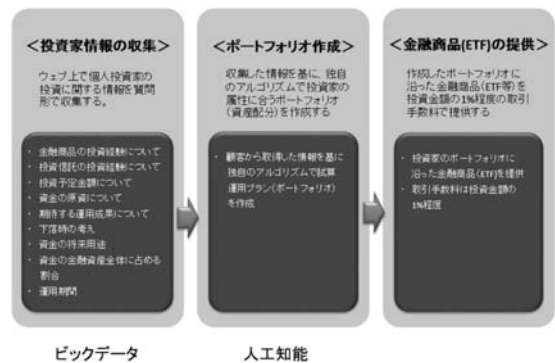 ＜投資家情報の収集＞
ウェブ上で個人投資家の
投資に関する情報を質問
形で収集する。
・ 金融商品の投資経験について
・ 投資信託の投資経験について
・ 投資予定金額について
・ 資金の原資について
・ 期待する運用成果について
・ 下落時の考え
・ 資金の将来用途
・ 資金の金融資産全体に占める
割合
・ 運用期間
＜ポートフォリオ作成＞
収集した情報を基に、独自
のアルゴリズムで投資家の
属性に合うポートフォリオ
(資産配分)を作成する
・ 顧客から取得した情報を基に
独自のアルゴリズムで試算
運用プラン(ポートフォリオ)
を作成
＜金融商品(ETF)の提供＞
作成したポートフォリオに
沿った金融商品(ETF等)を
投資金額の1%程度の取引
手数料で提供する
・ 投資家のポートフォリオに
沿った金融商品(ETF)を提供
・ 取引手数料は投資金額の
1%程度
ビックデータ
人工知能